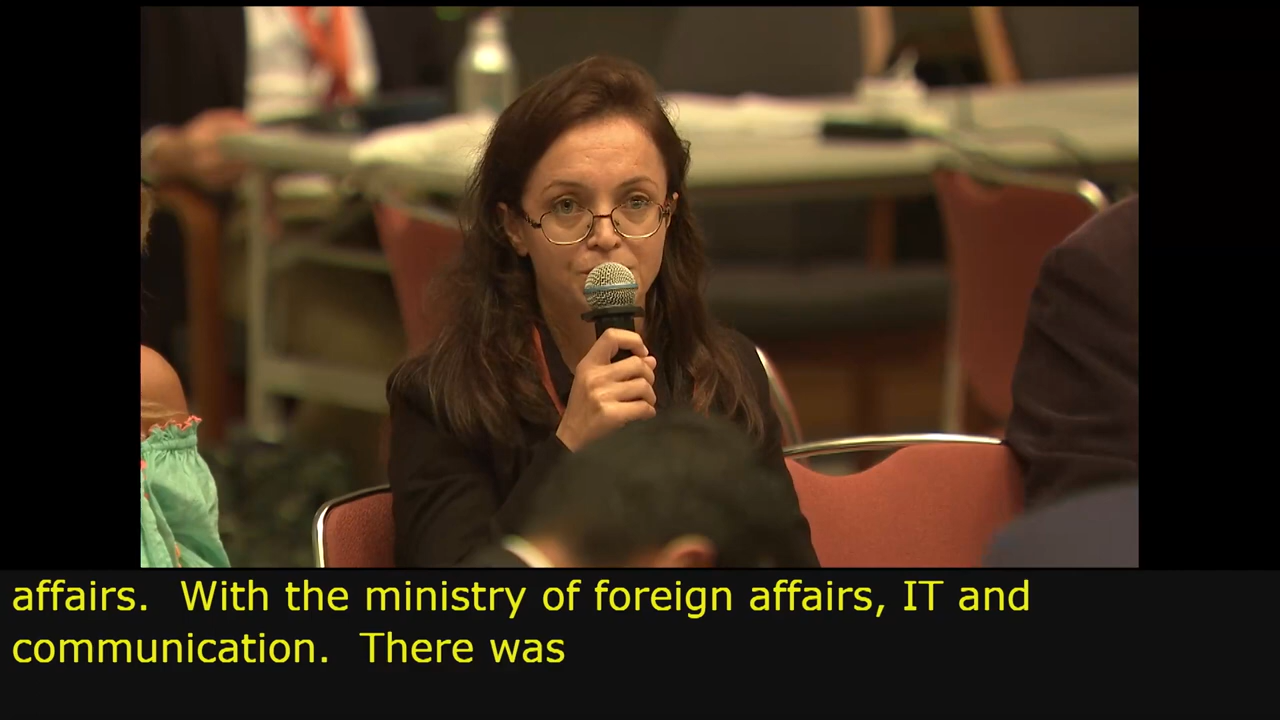 affairs.  With the ministry of foreign affairs, IT and
communication.  There was